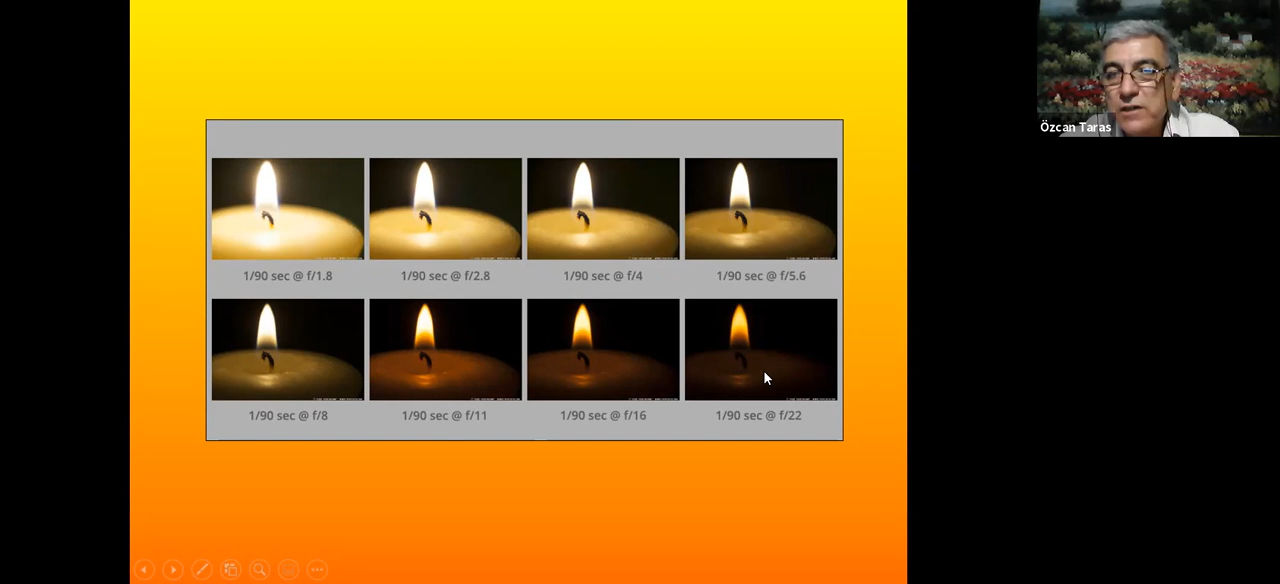 Özcan Taras
1/90 sec @ f/1.8
1/90 sec @ f/2.8
1/90 sec @ f/4
1/90 sec @ f/5.6
1/90 sec @ f/8
1/90 sec @ f/11
1/90 sec @ f/16
1/90 sec @ f/22